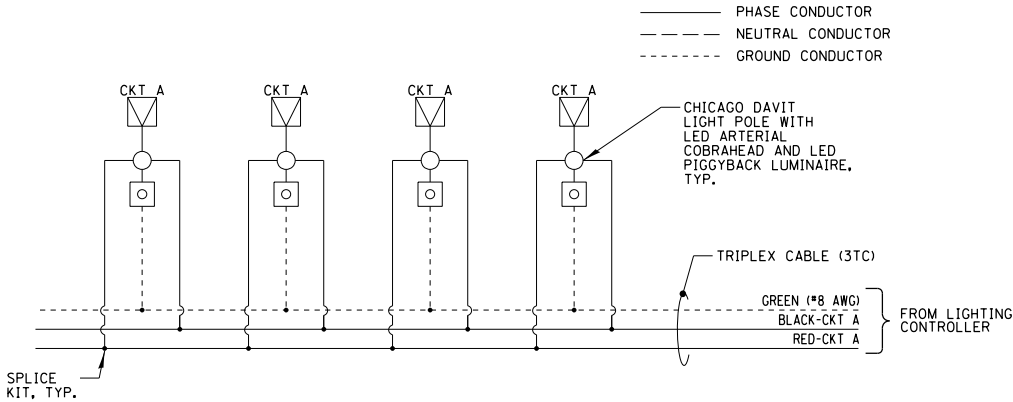 PHASE CONDUCTOR
NEUTRAL CONDUCTOR
GROUND CONDUCTOR
CKT A
CKT A
CKT A
CKT A
CHICAGO DAVIT
LIGHT POLE WITH
LED ARTERIAL
COBRAHEAD AND LED
PIGGYBACK LUMINAIRE,
TYP.
TRIPLEX CABLE (3TC)
GREEN (#8 AWG)
BLACK-CKT A
RED-CKT A
FROM LIGHTING
CONTROLLER
SPLICE
KIT, TYP.